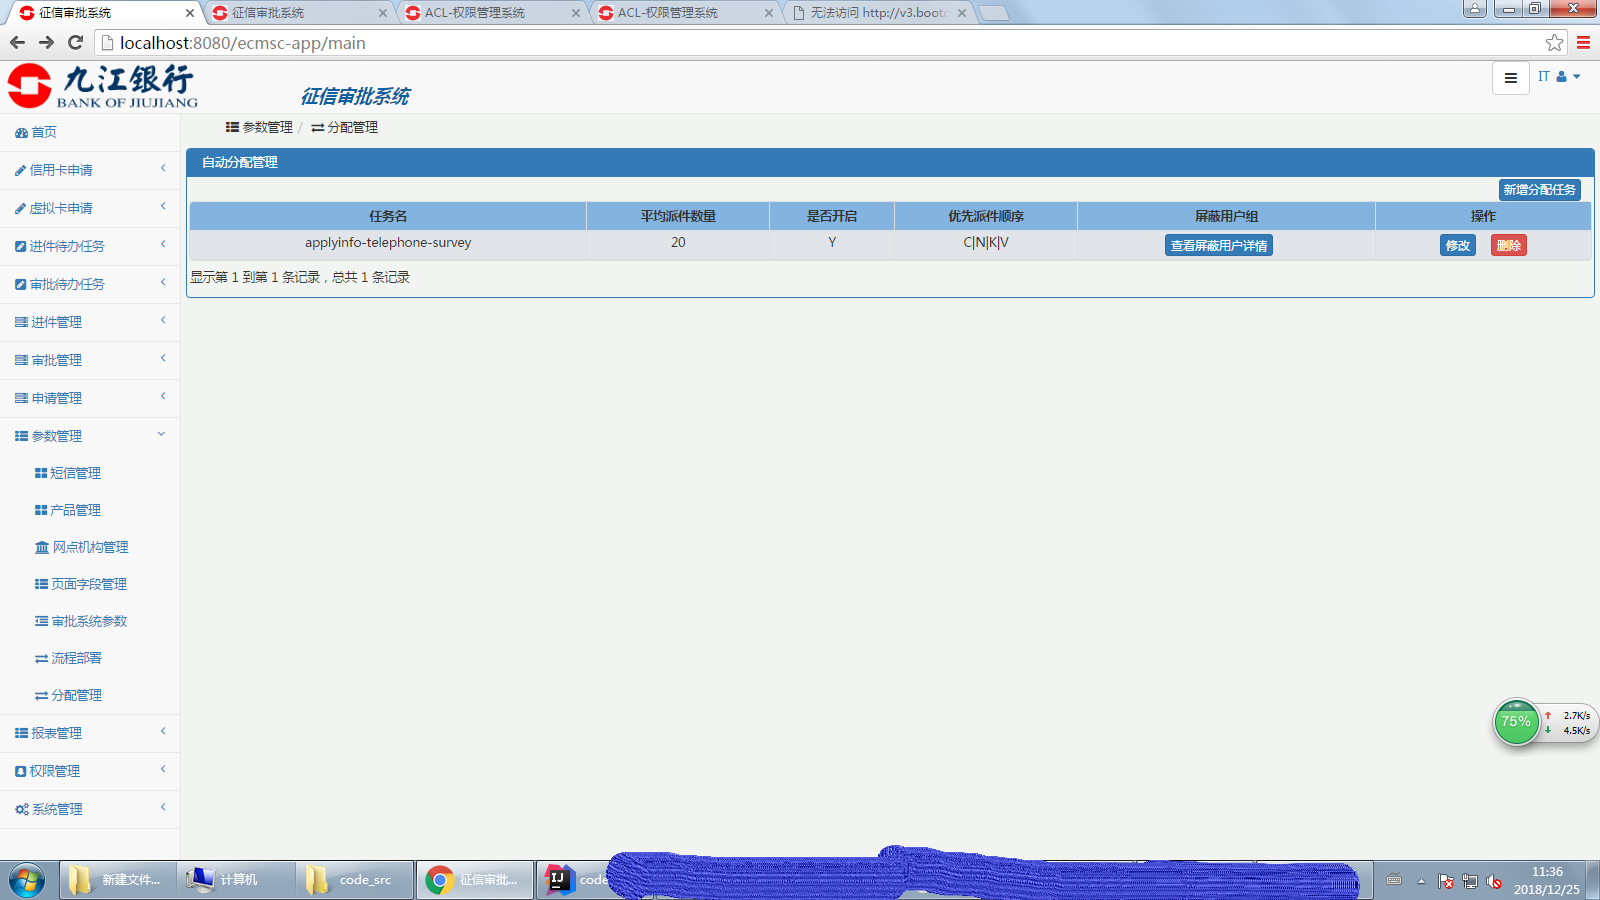 征信审批系统
征信审批系统
ACL-权限管理系统
ACL-权限管理系统
无法访问 http://v3.bootc
localhost:8080/ecmsc-app/main
九江银行
BANK OF JIUJIANG
征信审批系统
IT
首页
信用卡申请
虚拟卡申请
进件待办任务
审批待办任务
进件管理
审批管理
申请管理
参数管理
短信管理
产品管理
网点机构管理
页面字段管理
审批系统参数
流程部署
分配管理
报表管理
权限管理
系统管理
参数管理 / 分配管理
自动分配管理
新增分配任务
任务名 平均派件数量 是否开启 优先派件顺序 屏蔽用户组 操作
applyinfo-telephone-survey 20 Y C|N|K|V 查看屏蔽用户详情 修改 删除
显示第 1 到第 1 条记录，总共 1 条记录
75%
2.7K/s
4.5K/s
新建文件...
计算机
code_src
征信审批...
IJ
code
11:36
2018/12/25